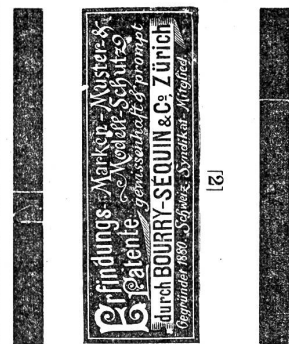 Erfindungs-Marken-Muster- &
Patente. Modell-Schutz
gewissenhaft & prompt
durch BOURRY-SEQUIN & Co., Zürich
Gegründet 1880. Schweiz. Syndikat-Mitglied.
[2]